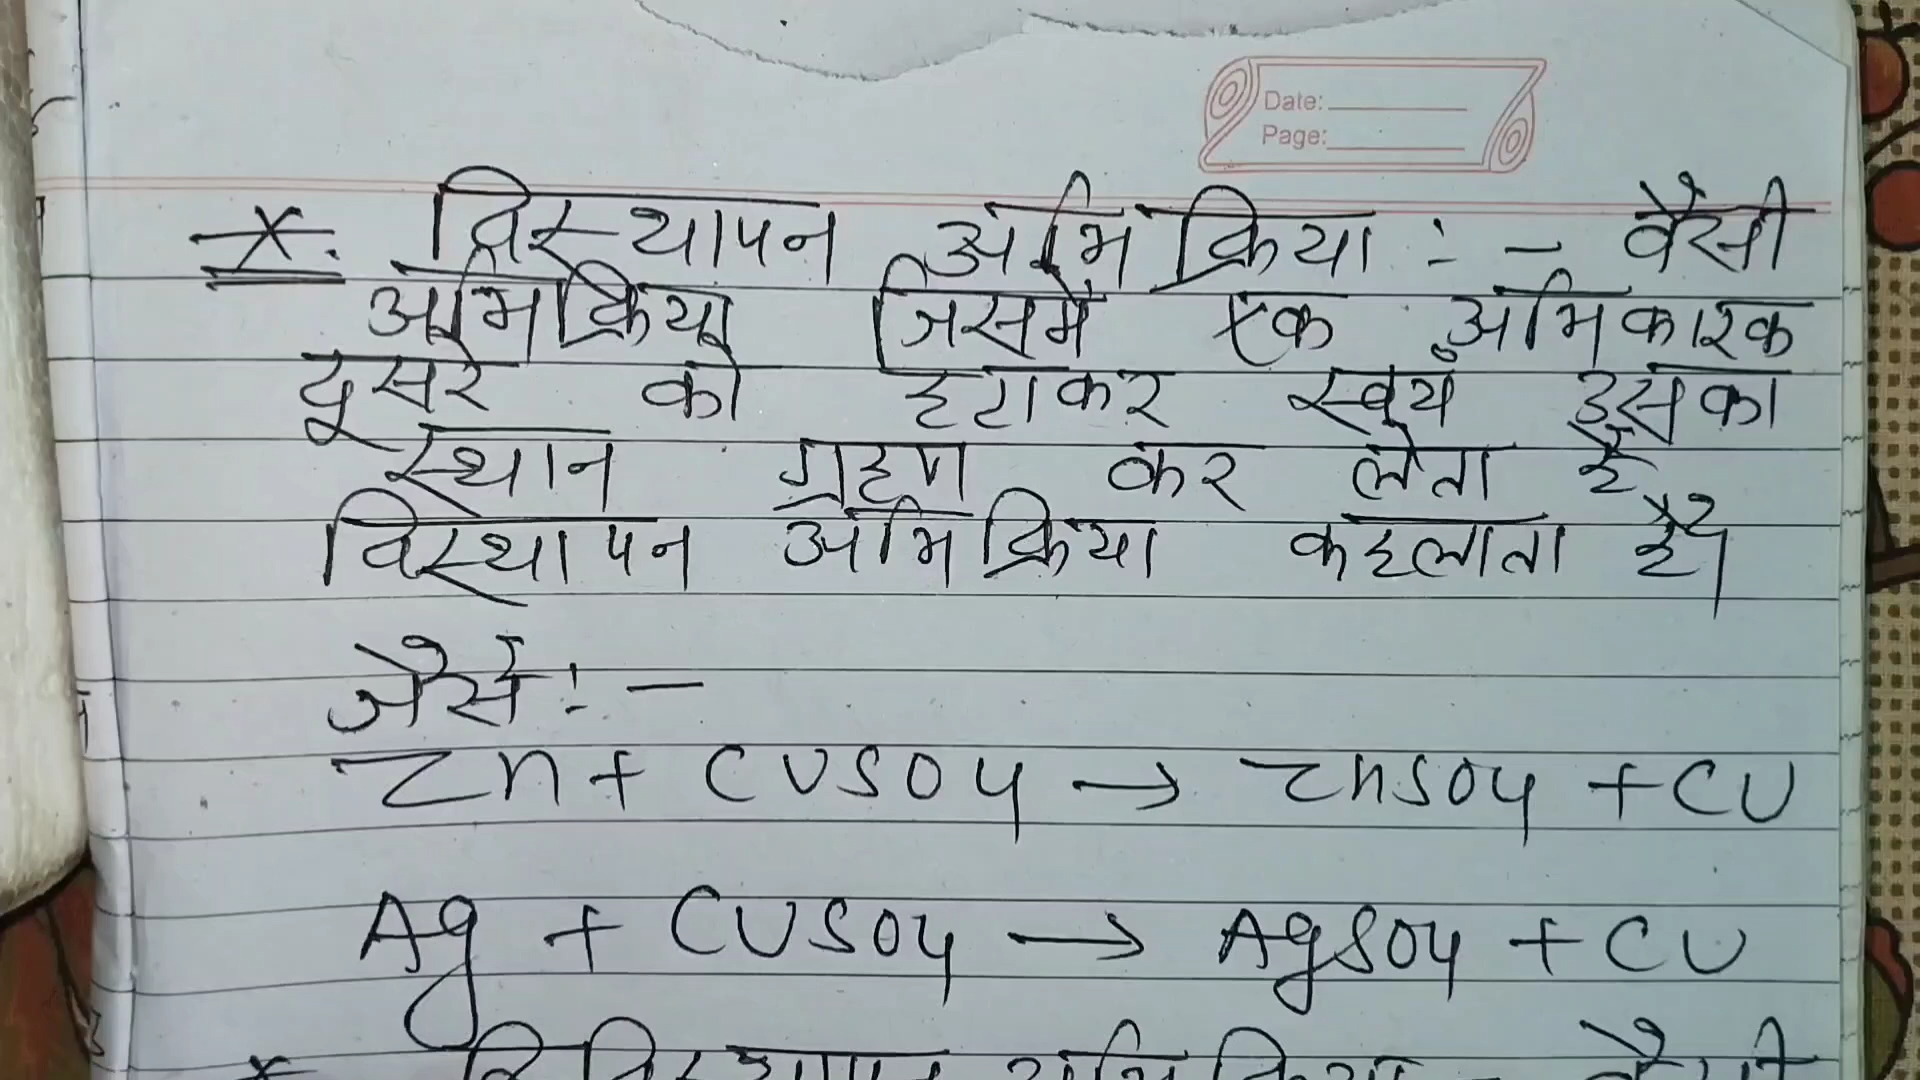 Date:
Page:
* विस्थापन अभिक्रिया :- वैसी
अभिक्रिया जिसमें एक अभिकारक
दूसरे को हटाकर स्वयं उसका
स्थान ग्रहण कर लेता है
विस्थापन अभिक्रिया कहलाता है।
जैसे :-
Zn + CUSO4 → ZnSO4 + CU
Ag + CUSO4 → AgSO4 + CU